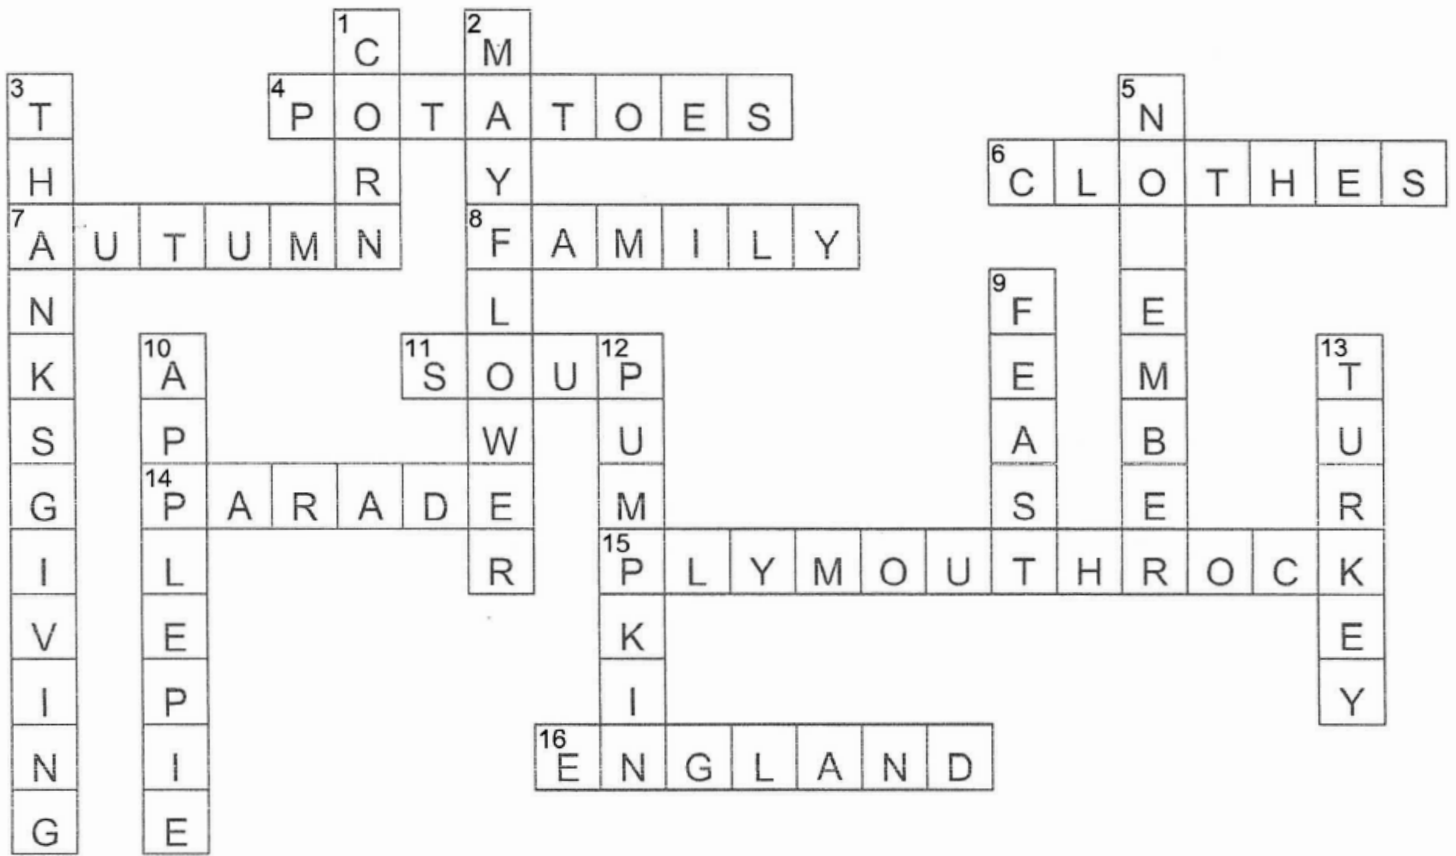 1 C 2 M
3 T 4 P O T A T O E S 5 N
H R Y 6 C L O T H E S
7 A U T U M N 8 F A M I L Y
N L 9 F E
K 10 A 11 S O U 12 P E M 13 T
S P W U A B U
G 14 P A R A D E M S E R
I L R 15 P L Y M O U T H R O C K
V E K E
I P I Y
N I 16 E N G L A N D
G E